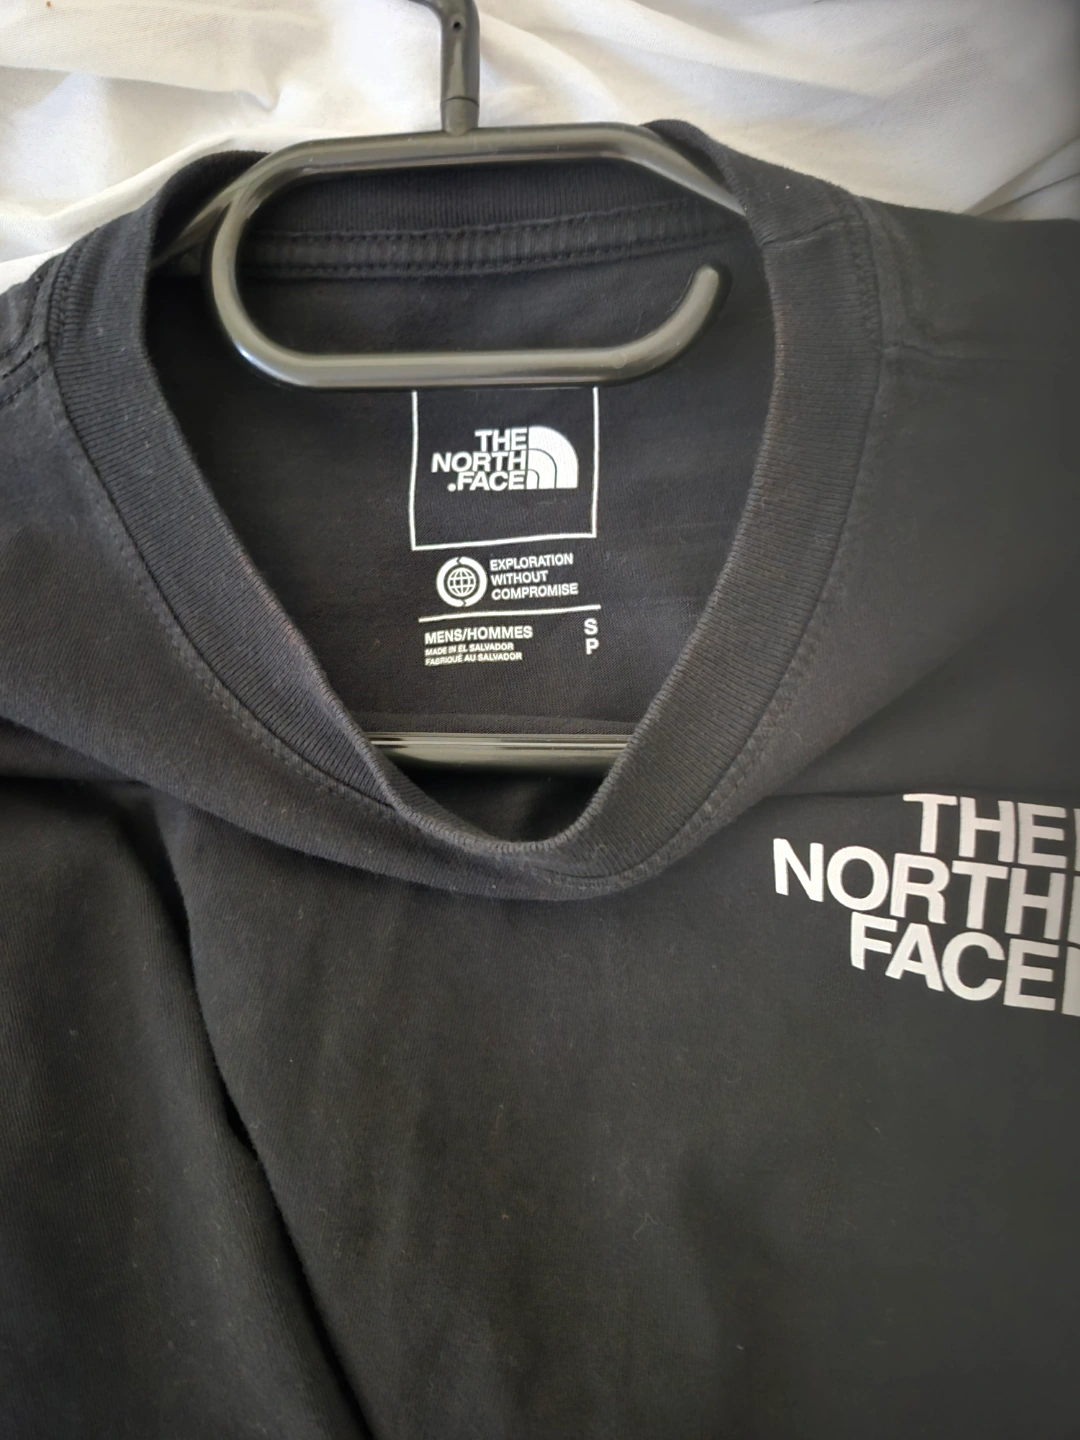 THE
NORTH
FACE
EXPLORATION
WITHOUT
COMPROMISE
MENS/HOMMES
MADE IN EL SALVADOR
FABRIQUÉ AU SALVADOR
S
P
THE
NORTH
FACE